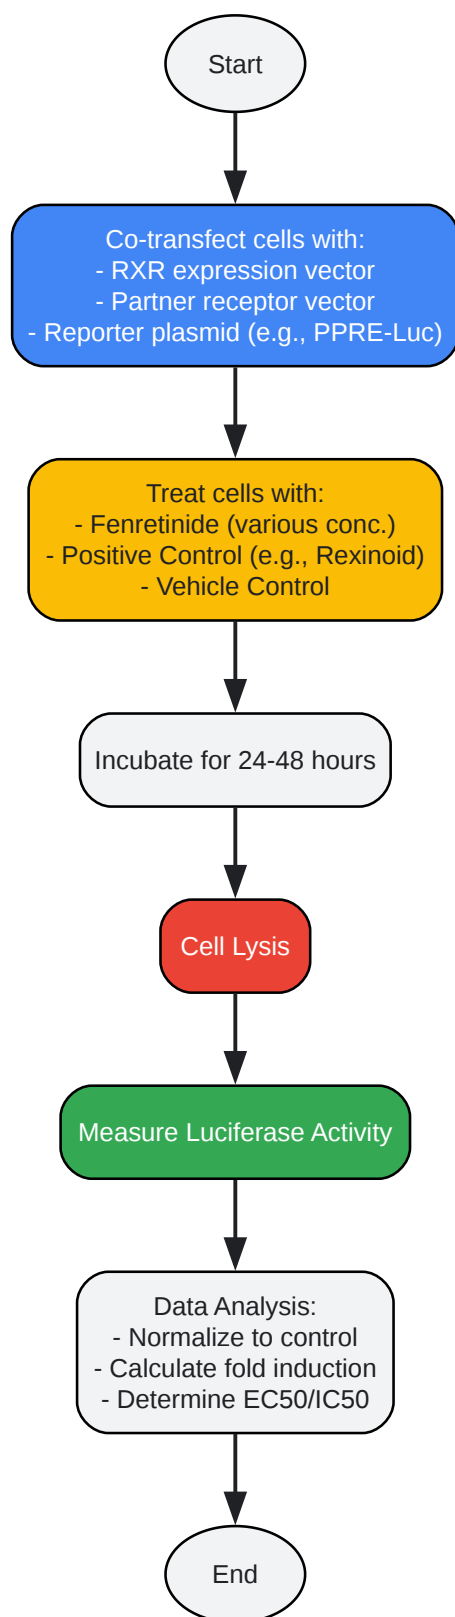 Start
Co-transfect cells with:
- RXR expression vector
- Partner receptor vector
- Reporter plasmid (e.g., PPRE-Luc)
Treat cells with:
- Fenretinide (various conc.)
- Positive Control (e.g., Rexinoid)
- Vehicle Control
Incubate for 24-48 hours
Cell Lysis
Measure Luciferase Activity
Data Analysis:
- Normalize to control
- Calculate fold induction
- Determine EC50/IC50
End